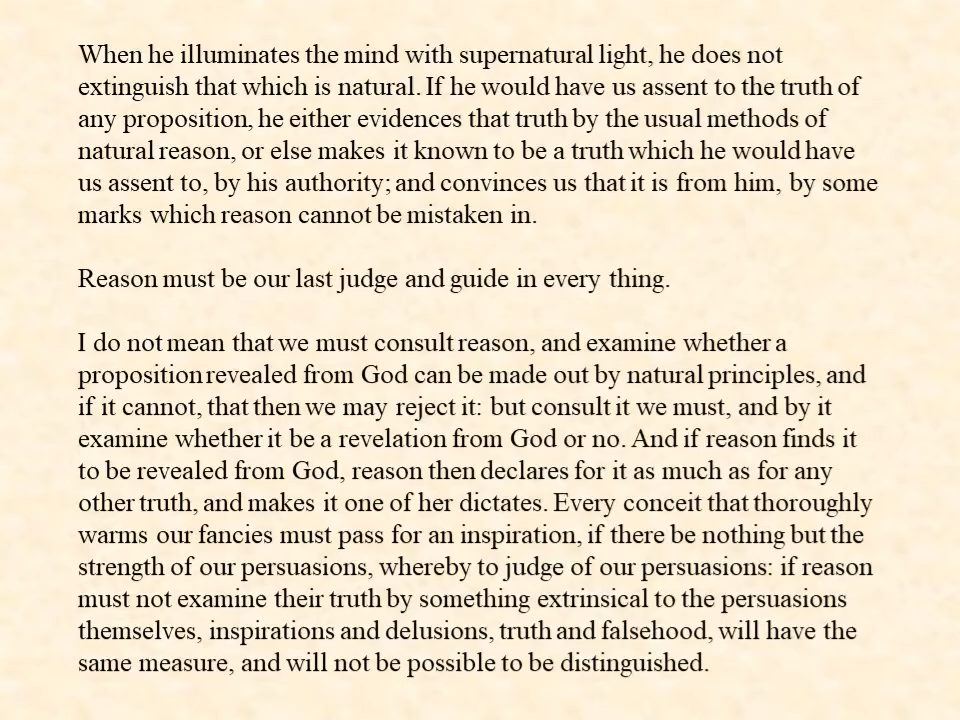 When he illuminates the mind with supernatural light, he does not
extinguish that which is natural. If he would have us assent to the truth of
any proposition, he either evidences that truth by the usual methods of
natural reason, or else makes it known to be a truth which he would have
us assent to, by his authority; and convinces us that it is from him, by some
marks which reason cannot be mistaken in.
Reason must be our last judge and guide in every thing.
I do not mean that we must consult reason, and examine whether a
proposition revealed from God can be made out by natural principles, and
if it cannot, that then we may reject it: but consult it we must, and by it
examine whether it be a revelation from God or no. And if reason finds it
to be revealed from God, reason then declares for it as much as for any
other truth, and makes it one of her dictates. Every conceit that thoroughly
warms our fancies must pass for an inspiration, if there be nothing but the
strength of our persuasions, whereby to judge of our persuasions: if reason
must not examine their truth by something extrinsical to the persuasions
themselves, inspirations and delusions, truth and falsehood, will have the
same measure, and will not be possible to be distinguished.